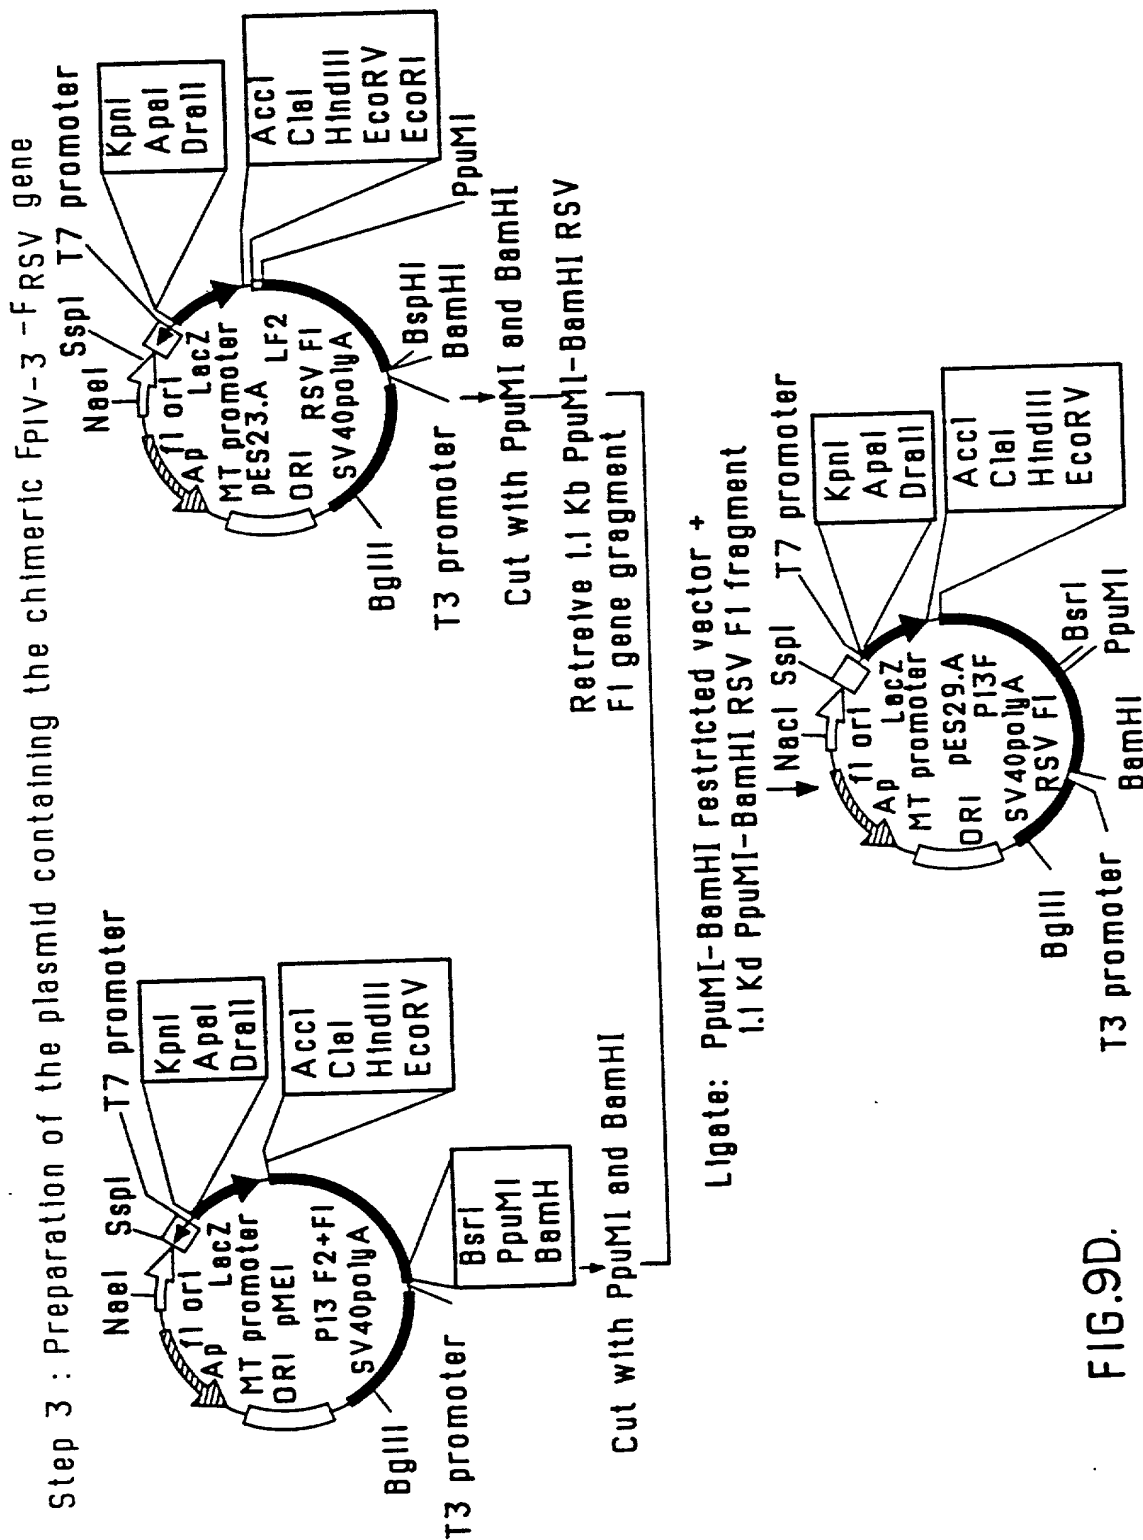 Step 3 : Preparation of the plasmid containing the chimeric FPIV-3 -FRSV gene
NaeI
SspI
T7 promoter
KpnI
ApaI
DraII
AccI
ClaI
HindIII
EcoRV
f1 ori
Ap
LacZ
MT promoter
ORI
pMEI
PI3 F2+F1
SV40polyA
BglII
T3 promoter
BsrI
PpuMI
BamH
Cut with PpuMI and BamHI
NaeI
SspI
T7 promoter
KpnI
ApaI
DraII
AccI
ClaI
HindIII
EcoRV
EcoRI
PpuMI
f1 ori
Ap
LacZ
MT promoter
pES23.A
LF2
ORI
RSV F1
SV40polyA
BspHI
BamHI
BglII
T3 promoter
Cut with PpuMI and BamHI
Retreive 1.1 Kb PpuMI-BamHI RSV
F1 gene gragment
Ligate: PpuMI-BamHI restricted vector +
1.1 Kd PpuMI-BamHI RSV F1 fragment
NacI
SspI
T7 promoter
KpnI
ApaI
DraII
AccI
ClaI
HindIII
EcoRV
f1 ori
Ap
LacZ
MT promoter
ORI
pES29.A
PI3F
SV40polyA
RSV F1
BsrI
PpuMI
BamHI
BglII
T3 promoter
FIG.9D.